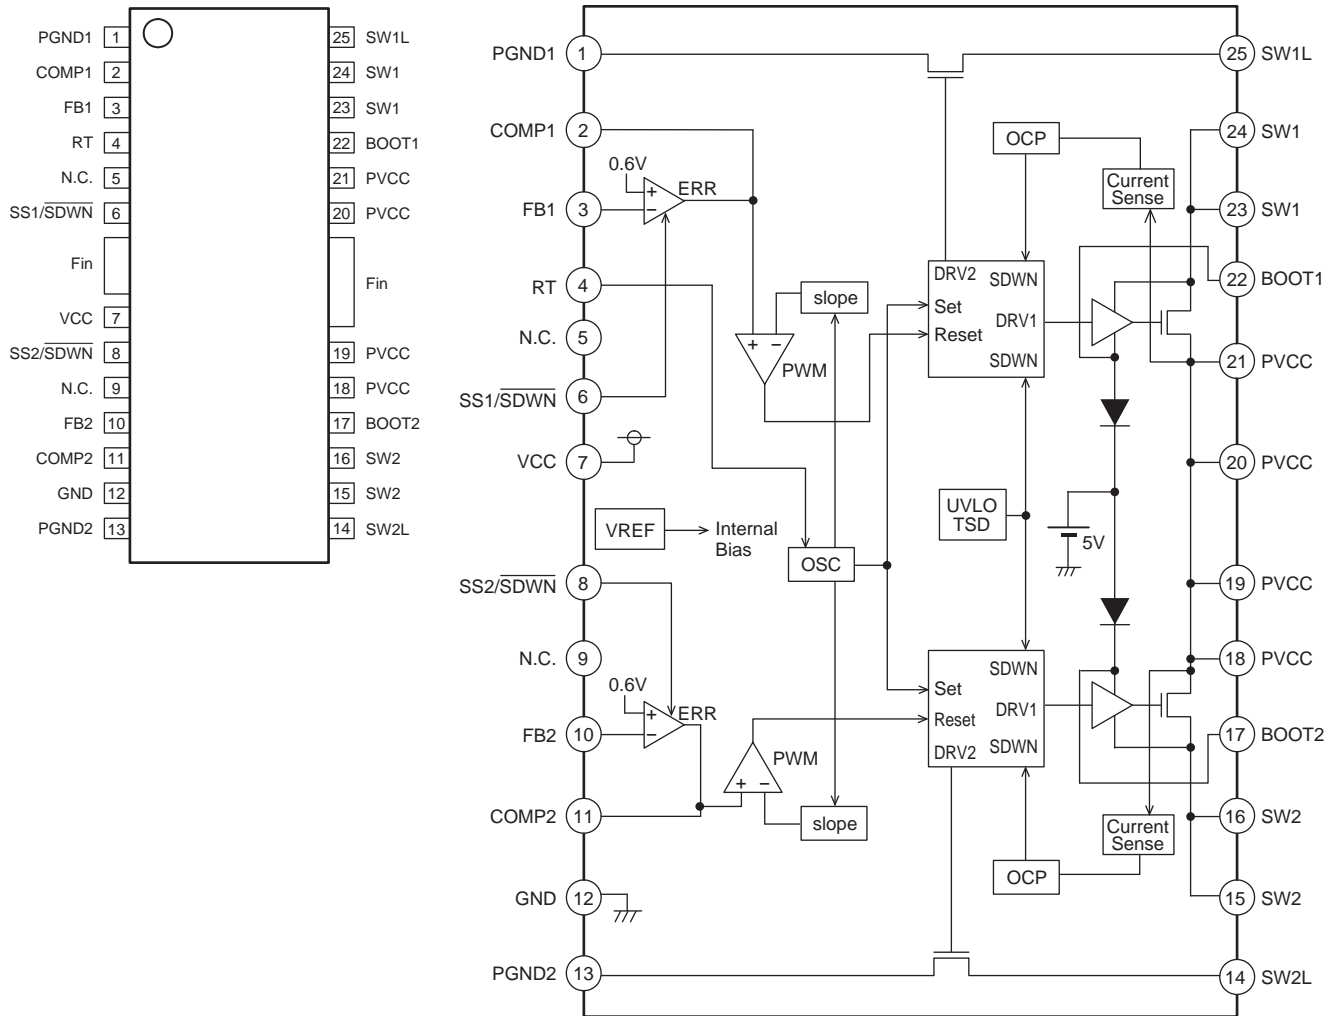 PGND1 1 25 SW1L
COMP1 2 24 SW1
FB1 3 23 SW1
RT 4 22 BOOT1
N.C. 5 21 PVCC
SS1/SDWN 6 20 PVCC
Fin Fin
VCC 7
SS2/SDWN 8 19 PVCC
N.C. 9 18 PVCC
FB2 10 17 BOOT2
COMP2 11 16 SW2
GND 12 15 SW2
PGND2 13 14 SW2L
PGND1 1 25 SW1L
COMP1 2 24 SW1
OCP
0.6V
+ ERR
−
Current
Sense
FB1 3 23 SW1
RT 4 22 BOOT1
DRV2 SDWN
slope
Set
DRV1
Reset
SDWN
+ −
PWM
N.C. 5 21 PVCC
SS1/SDWN 6
VCC 7 20 PVCC
UVLO
TSD
VREF Internal
Bias
5V
OSC
SS2/SDWN 8 19 PVCC
N.C. 9 18 PVCC
SDWN
0.6V
Set
+ ERR
−
DRV1
Reset
DRV2 SDWN
FB2 10 17 BOOT2
PWM
+ −
COMP2 11 16 SW2
slope
Current
Sense
OCP
GND 12 15 SW2
PGND2 13 14 SW2L